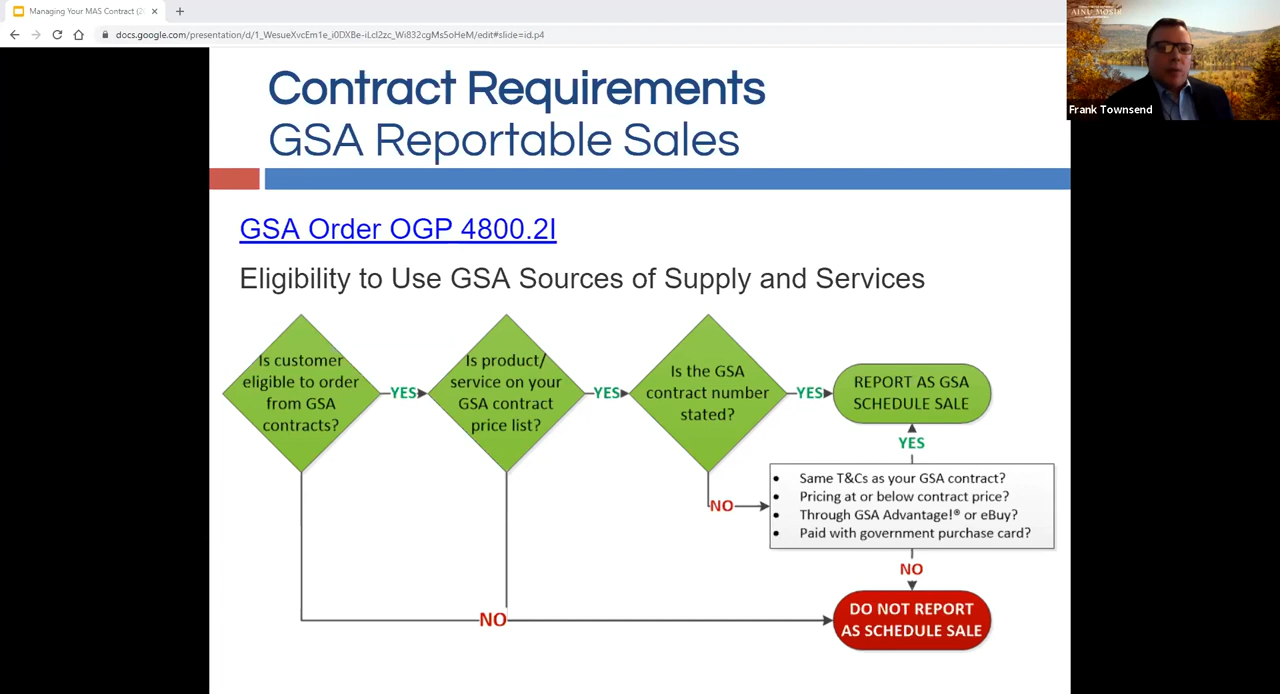 Managing Your MAS Contract (2
docs.google.com/presentation/d/1_WesueXvcEm1e_i0DXBe-iLcI2zc_Wi832cgMs5oHeM/edit#slide=id.p4
Frank Townsend
Contract Requirements
GSA Reportable Sales
GSA Order OGP 4800.2I
Eligibility to Use GSA Sources of Supply and Services
Is customer
eligible to order
from GSA
contracts?
YES
Is product/
service on your
GSA contract
price list?
YES
Is the GSA
contract number
stated?
YES
REPORT AS GSA
SCHEDULE SALE
YES
NO
• Same T&Cs as your GSA contract?
• Pricing at or below contract price?
• Through GSA Advantage!® or eBuy?
• Paid with government purchase card?
NO
NO
DO NOT REPORT
AS SCHEDULE SALE